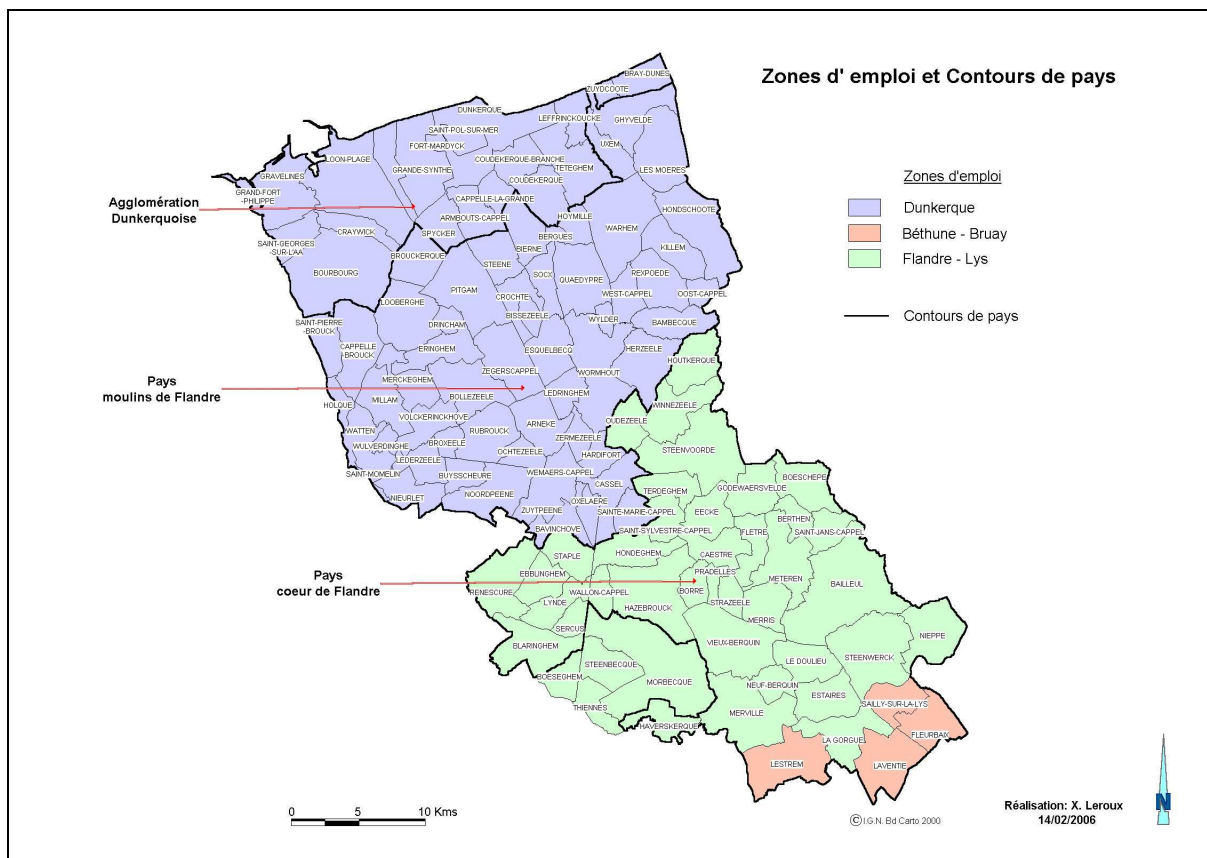 Zones d' emploi et Contours de pays
Zones d'emploi
Dunkerque
Béthune - Bruay
Flandre - Lys
Contours de pays
Agglomération
Dunkerquoise
Pays
moulins de Flandre
Pays
coeur de Flandre
BRAY-DUNES
ZUYDCOOTE
DUNKERQUE
LEFFRINCKOUCKE
GHYVELDE
SAINT-POL-SUR-MER
FORT-MARDYCK
UXEM
LOON-PLAGE
COUDEKERQUE-BRANCHE
GRANDE-SYNTHE
TETEGHEM
LES MOERES
GRAVELINES
COUDEKERQUE
GRAND-FORT
-PHILIPPE
CAPPELLE-LA-GRANDE
HONDSCHOOTE
ARMBOUTS-CAPPEL
HOYMILLE
CRAYWICK
SPYCKER
WARHEM
BERGUES
SAINT-GEORGES
-SUR-L'AA
BIERNE
KILLEM
BROUCKERQUE
STEENE
BOURBOURG
SOCX
QUAEDYPRE
REXPOEDE
PITGAM
WEST-CAPPEL
OOST-CAPPEL
LOOBERGHE
CROCHTE
BISSEZEELE
SAINT-PIERRE
-BROUCK
DRINCHAM
WYLDER
BAMBECQUE
CAPPELLE
-BROUCK
ERINGHEM
ESQUELBECQ
HERZEELE
HOUTKERQUE
ZEGERSCAPPEL
WORMHOUT
MERCKEGHEM
LEDRINGHEM
MILLAM
BOLLEZEELE
HOLQUE
WINNEZEELE
VOLCKERINCKHOVE
OUDEZEELE
ARNEKE
WATTEN
RUBROUCK
ZERMEZEELE
WULVERDINGHE
BROXEELE
STEENVOORDE
OCHTEZEELE
HARDIFORT
LEDERZEELE
SAINT-MOMELIN
BUYSSCHEURE
WEMAERS-CAPPEL
BOESCHEPE
CASSEL
GODEWAERSVELDE
TERDEGHEM
NIEURLET
NOORDPEENE
OXELAERE
ZUYTPEENE
SAINTE-MARIE-CAPPEL
EECKE
BERTHEN
BAVINCHOVE
SAINT-SYLVESTRE-CAPPEL
FLETRE
SAINT-JANS-CAPPEL
STAPLE
HONDEGHEM
CAESTRE
EBBLINGHEM
PRADELLES
METEREN
BAILLEUL
RENESCURE
WALLON-CAPPEL
BORRE
LYNDE
HAZEBROUCK
STRAZEELE
MERRIS
SERCUS
NIEPPE
BLARINGHEM
VIEUX-BERQUIN
STEENBECQUE
LE DOULIEU
STEENWERCK
BOESEGHEM
MORBECQUE
NEUF-BERQUIN
ESTAIRES
SAILLY-SUR-LA-LYS
THIENNES
MERVILLE
HAVERSKERQUE
FLEURBAIX
LA GORGUE
LESTREM
LAVENTIE
0 5 10 Kms
© I.G.N. Bd Carto 2000
Réalisation: X. Leroux
14/02/2006
N